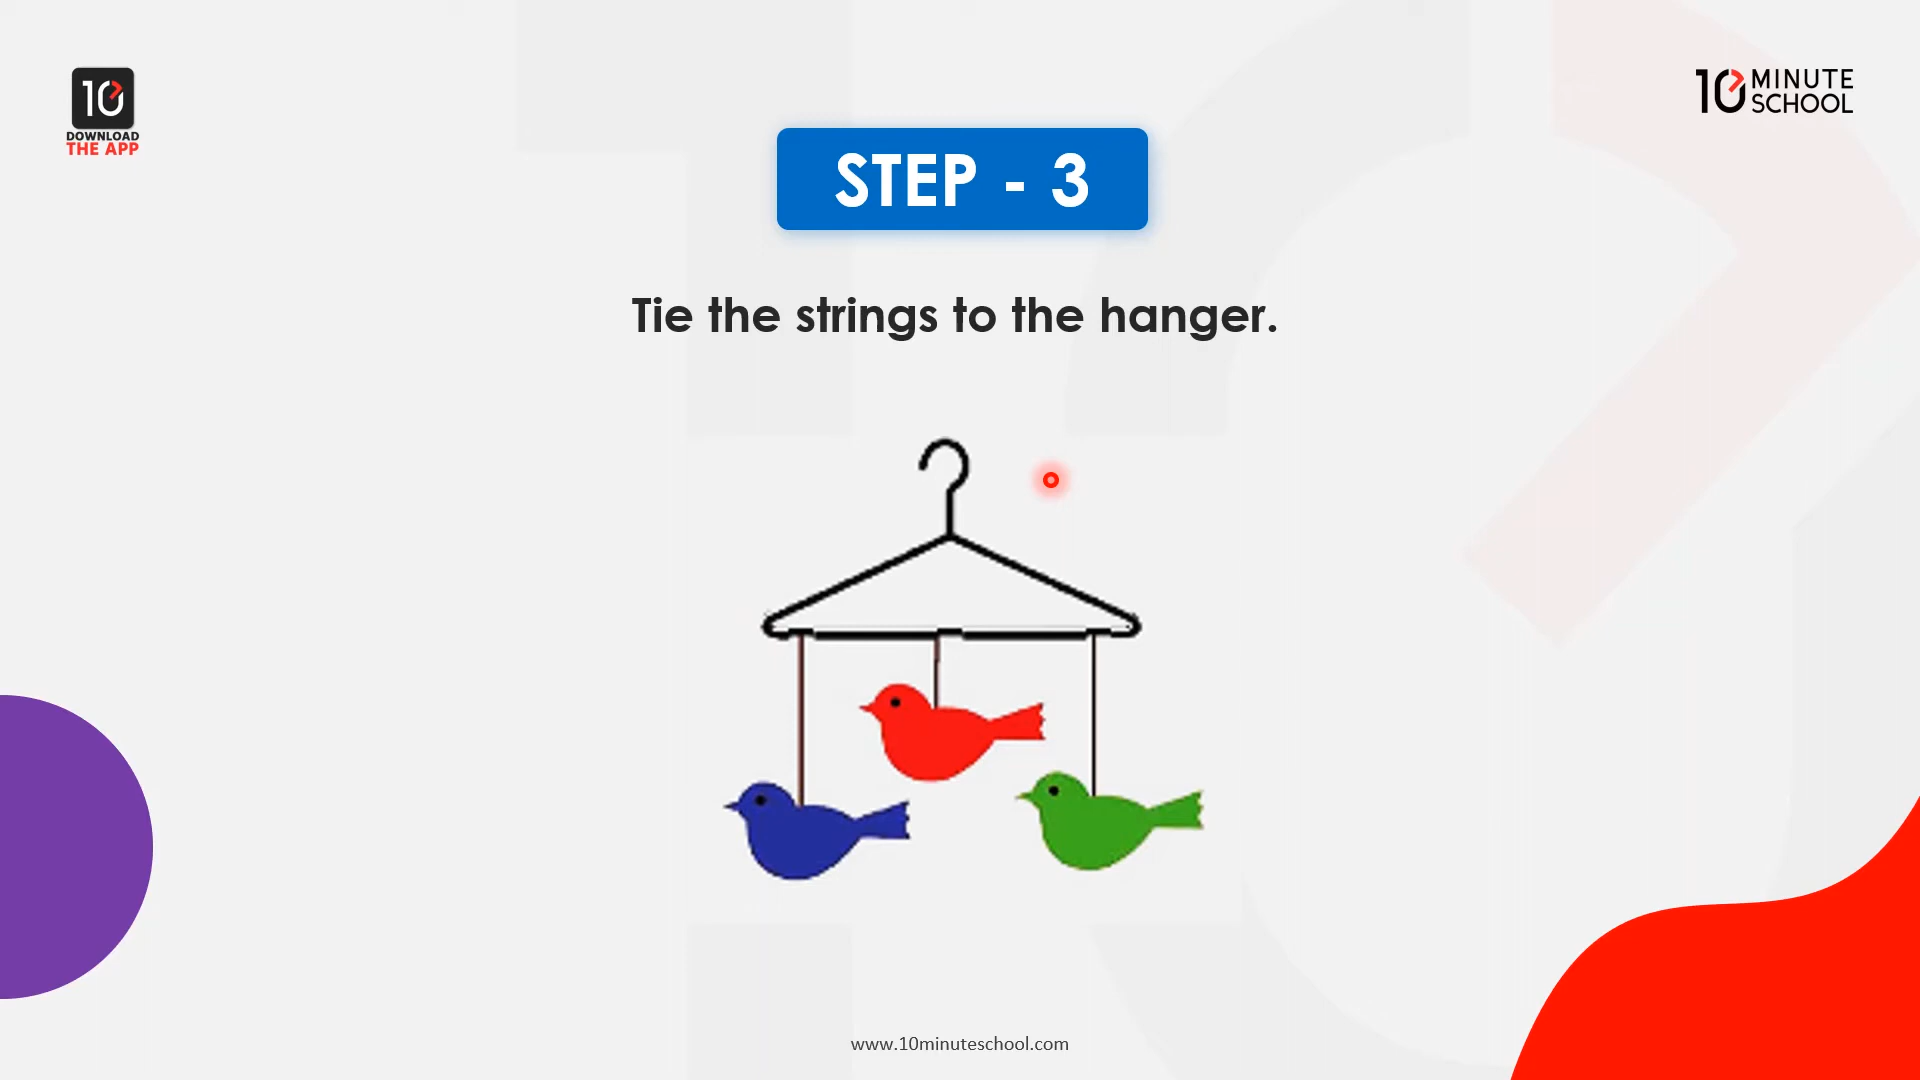 10
DOWNLOAD
THE APP
10 MINUTE
SCHOOL
STEP - 3
Tie the strings to the hanger.
www.10minuteschool.com